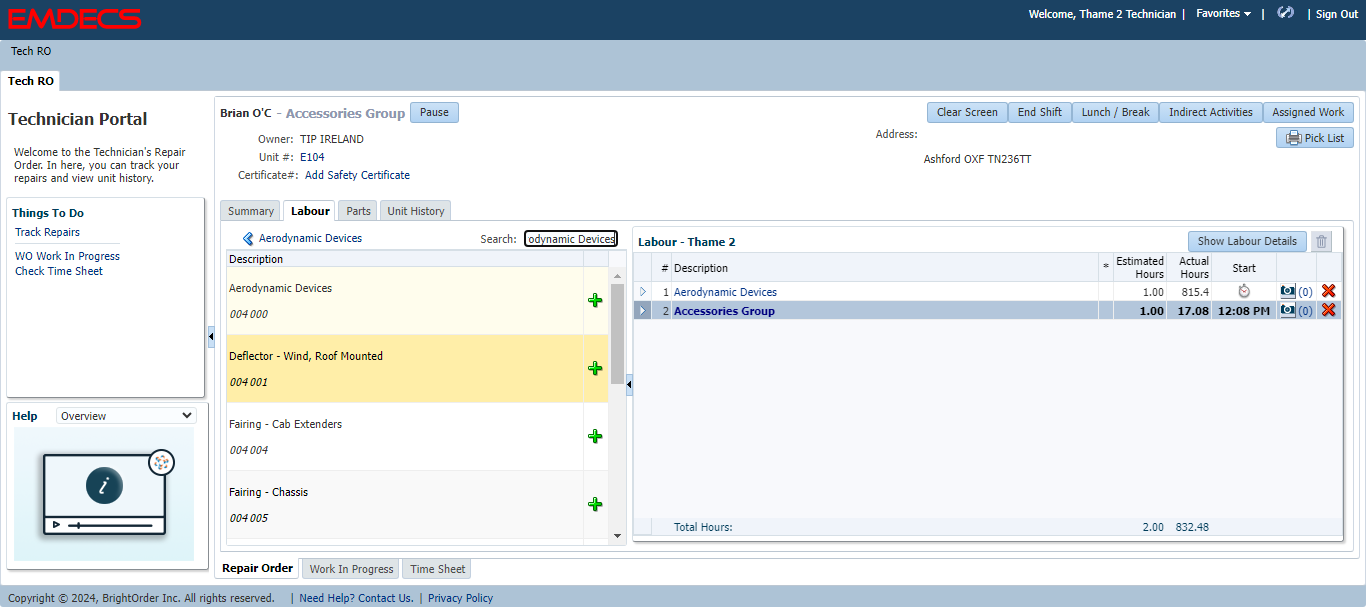 EMDECS
Welcome, Thame 2 Technician | Favorites | | Sign Out
Tech RO
Tech RO
Technician Portal
Welcome to the Technician's Repair
Order. In here, you can track your
repairs and view unit history.
Things To Do
Track Repairs
WO Work In Progress
Check Time Sheet
Help Overview
i
Brian O'C - Accessories Group Pause
Clear Screen End Shift Lunch / Break Indirect Activities Assigned Work
Pick List
Owner: TIP IRELAND
Unit #: E104
Certificate#: Add Safety Certificate
Address:
Ashford OXF TN236TT
Summary Labour Parts Unit History
Aerodynamic Devices Search: odynamic Devices
Description
Aerodynamic Devices
004 000
Deflector - Wind, Roof Mounted
004 001
Fairing - Cab Extenders
004 004
Fairing - Chassis
004 005
Labour - Thame 2 Show Labour Details
# Description * Estimated Hours Actual Hours Start
1 Aerodynamic Devices 1.00 815.4 (0)
2 Accessories Group 1.00 17.08 12:08 PM (0)
Total Hours: 2.00 832.48
Repair Order Work In Progress Time Sheet
Copyright © 2024, BrightOrder Inc. All rights reserved. | Need Help? Contact Us. | Privacy Policy